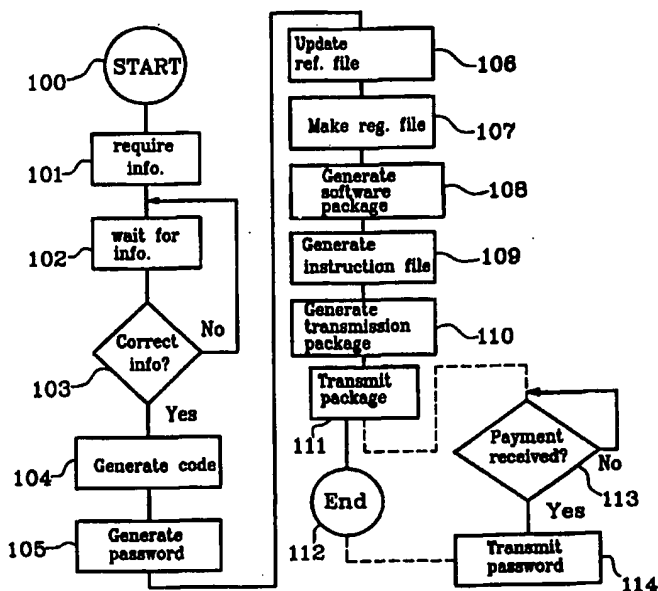 100
START
101
require
info.
102
wait for
info.
103
Correct
info?
No
Yes
104
Generate code
105
Generate
password
Update
ref. file
106
Make reg. file
107
Generate
software
package
108
Generate
instruction file
109
Generate
transmission
package
110
Transmit
package
111
End
112
Payment
received?
No
113
Yes
Transmit
password
114